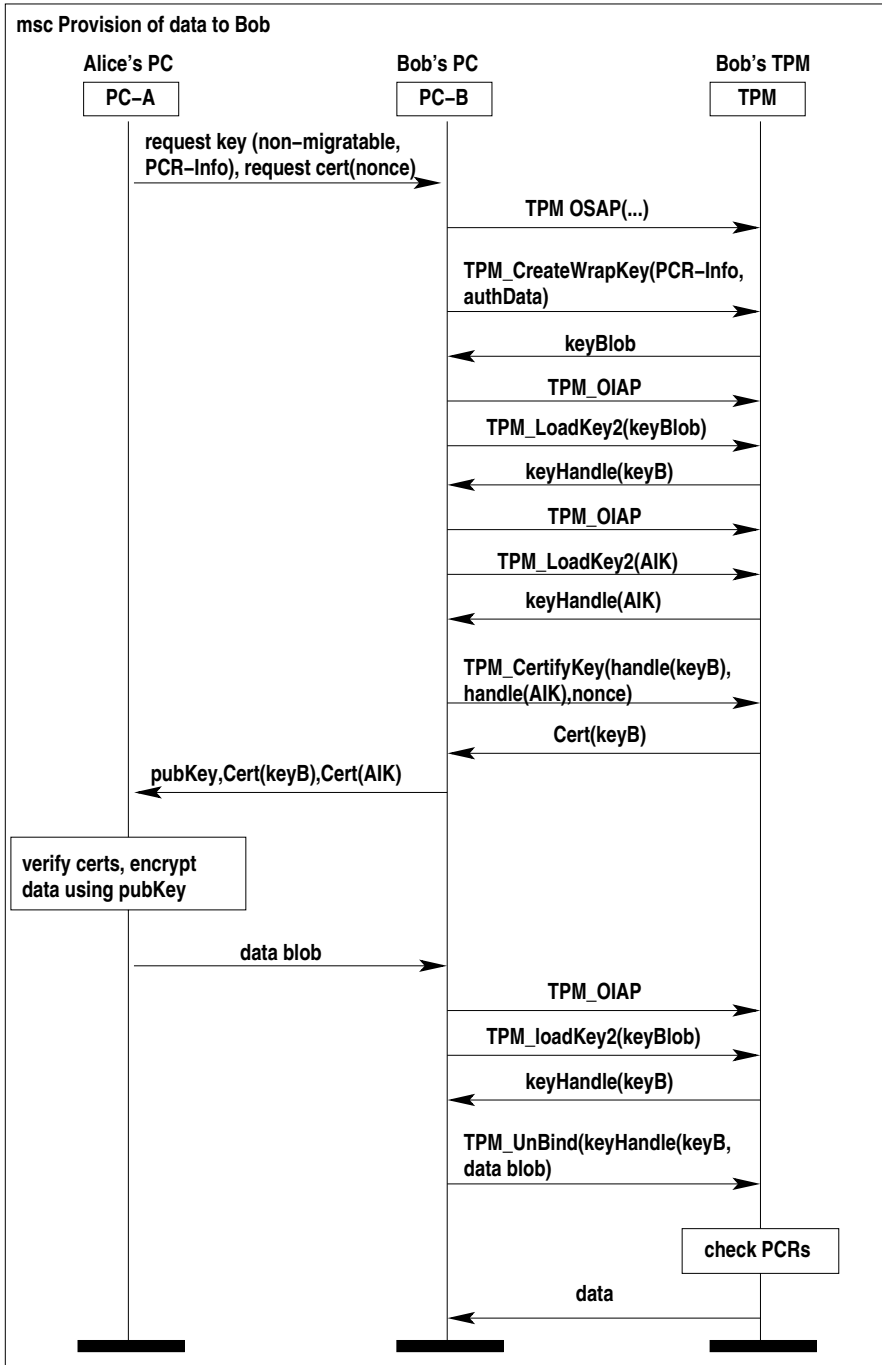 msc Provision of data to Bob
Alice's PC
Bob's PC
Bob's TPM
PC–A
PC–B
TPM
request key (non–migratable,
PCR–Info), request cert(nonce)
TPM OSAP(...)
TPM_CreateWrapKey(PCR–Info,
authData)
keyBlob
TPM_OIAP
TPM_LoadKey2(keyBlob)
keyHandle(keyB)
TPM_OIAP
TPM_LoadKey2(AIK)
keyHandle(AIK)
TPM_CertifyKey(handle(keyB),
handle(AIK),nonce)
Cert(keyB)
pubKey,Cert(keyB),Cert(AIK)
verify certs, encrypt
data using pubKey
data blob
TPM_OIAP
TPM_loadKey2(keyBlob)
keyHandle(keyB)
TPM_UnBind(keyHandle(keyB,
data blob)
check PCRs
data